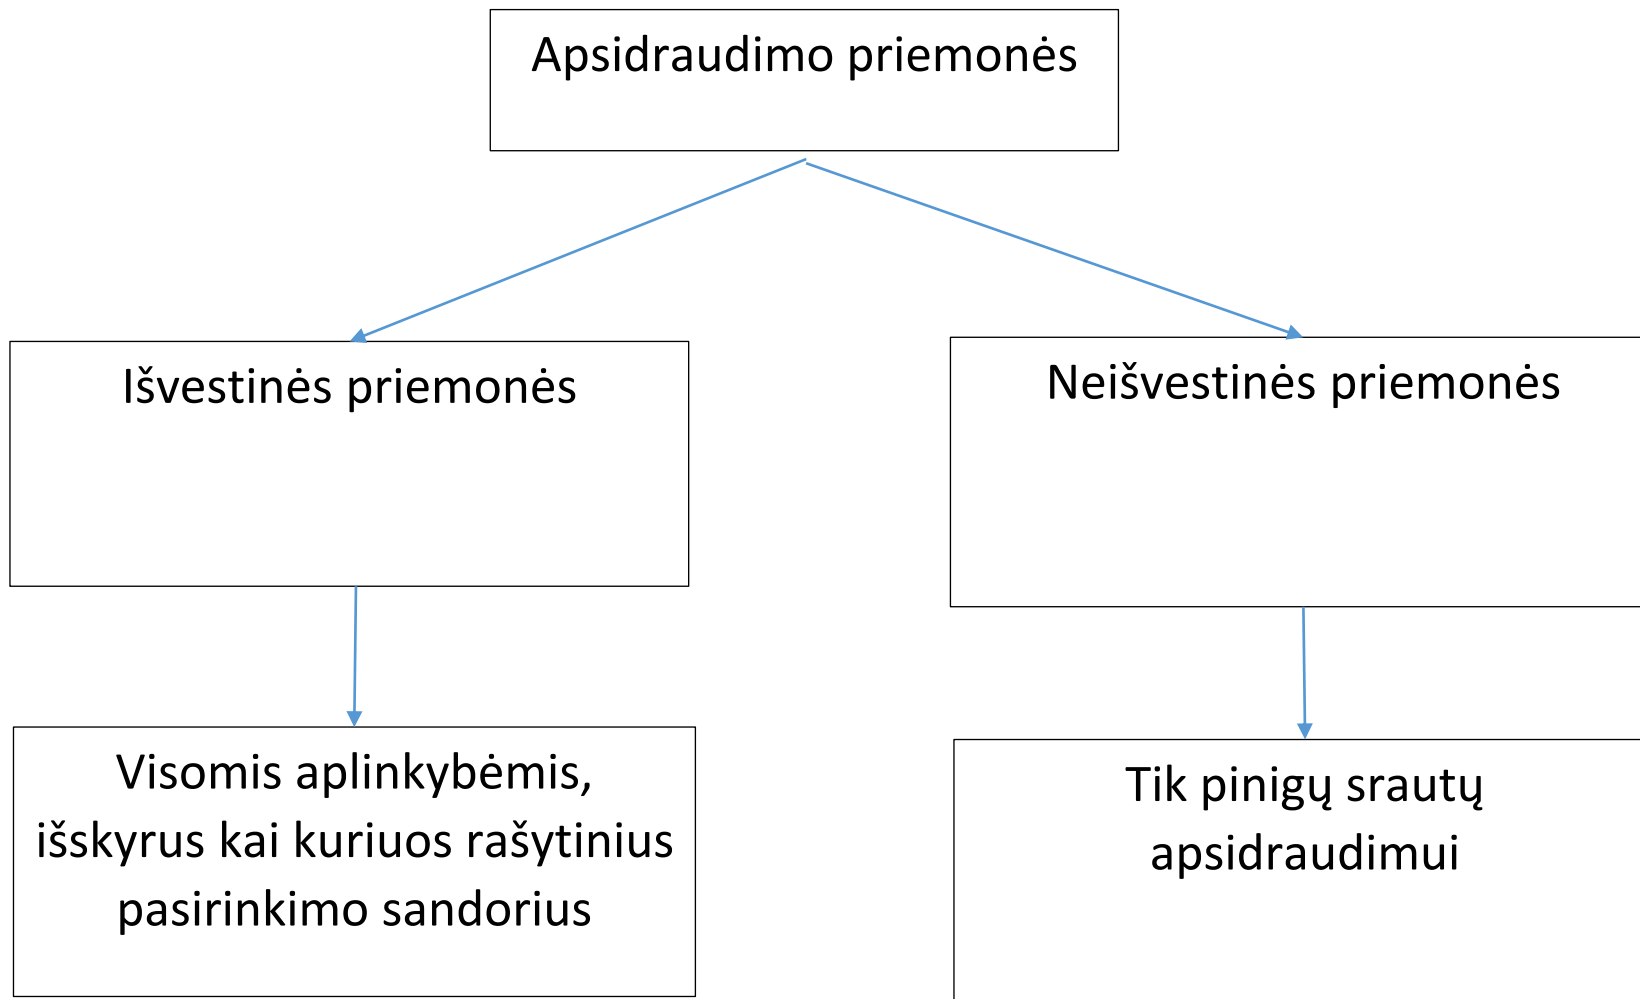 Apsidraudimo priemonės
Išvestinės priemonės
Neišvestinės priemonės
Visomis aplinkybėmis,
išskyrus kai kuriuos rašytinius
pasirinkimo sandorius
Tik pinigų srautų
apsidraudimui